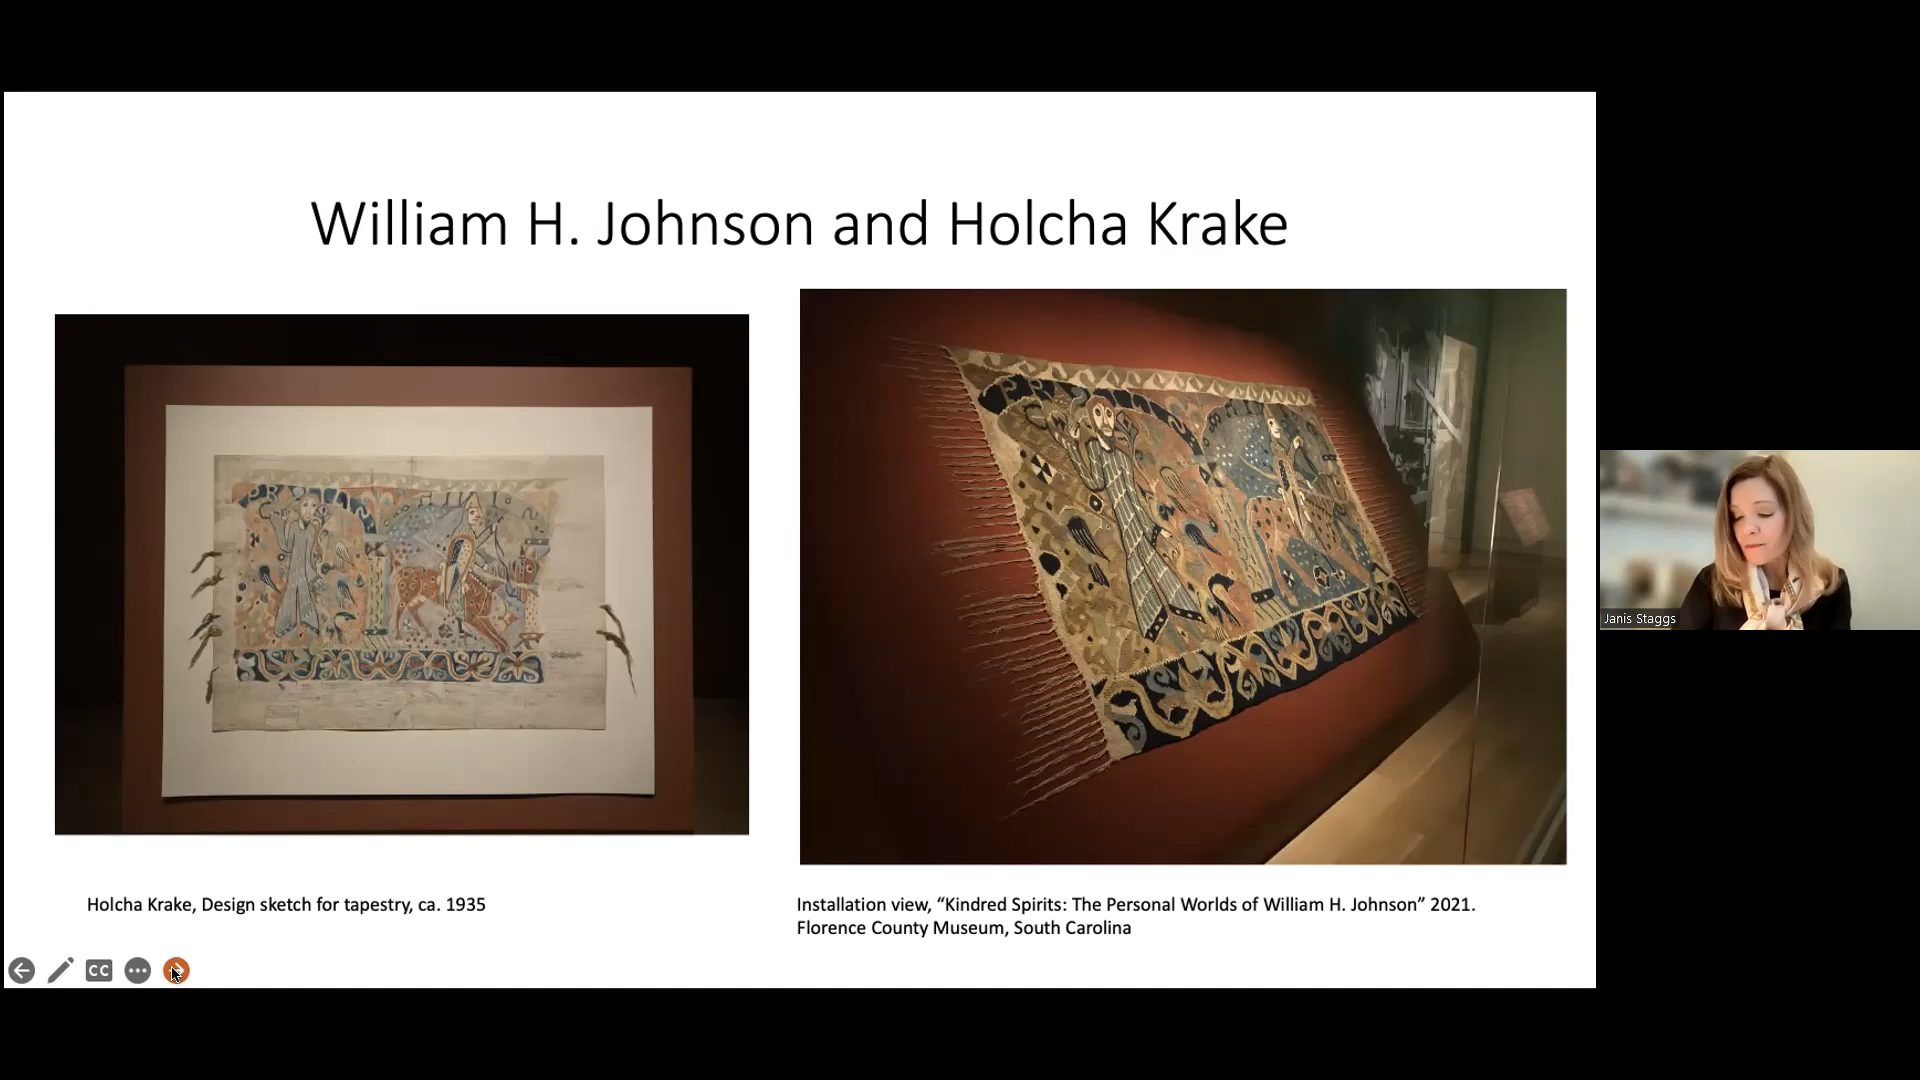 William H. Johnson and Holcha Krake
Holcha Krake, Design sketch for tapestry, ca. 1935
Installation view, “Kindred Spirits: The Personal Worlds of William H. Johnson” 2021.
Florence County Museum, South Carolina
CC
Janis Staggs